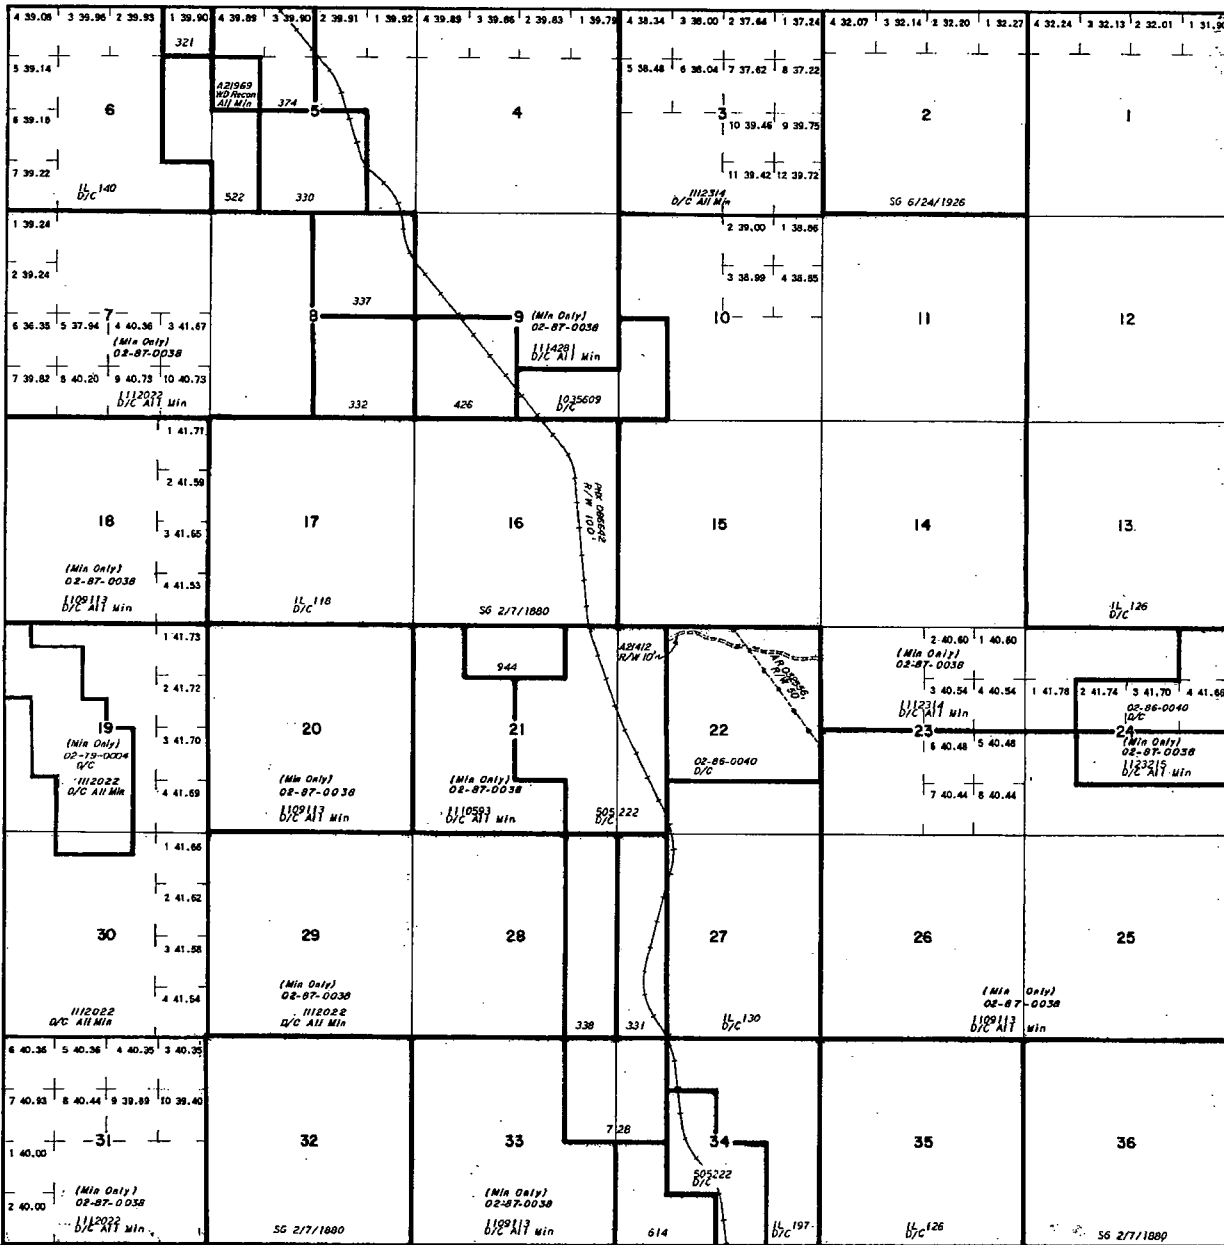 4 39.06 3 39.96 2 39.93 1 39.90 4 39.89 3 39.90 2 39.91 1 39.92 4 39.89 3 39.86 2 39.83 1 39.79 4 38.34 3 38.00 2 37.64 1 37.24 4 32.07 3 32.14 2 32.20 1 32.27 4 32.24 3 32.13 2 32.01 1 31.90
321
5 39.14
5 38.48 6 38.04 7 37.62 8 37.22
A21969
WD Recon
All Min
374
6 5 4 3 2 1
6 39.18
10 39.46 9 39.75
7 39.22
11 39.42 12 39.72
IL 140
D/C
522 330
1112314
D/C All Min
SG 6/24/1926
1 39.24
2 39.00 1 38.86
2 39.24
3 38.99 4 38.85
337
7 8 9 10 11 12
(Min Only)
02-87-0038
6 36.35 5 37.94 4 40.36 3 41.67
(Min Only)
02-87-0038
1114281
D/C All Min
7 39.82 8 40.20 9 40.73 10 40.73
1112022
D/C All Min
332 426
1035609
D/C
1 41.71
2 41.59
PHX 086642
R/W 100'
18 17 16 15 14 13
3 41.65
(Min Only)
02-87-0038
4 41.53
1109113
D/C All Min
IL 118
D/C
SG 2/7/1880
IL 126
D/C
1 41.73
A21412
R/W 10'
AR 032556,
R/W 50'
2 40.60 1 40.60
(Min Only)
02-87-0038
944
2 41.72
3 40.54 4 40.54
1 41.78 2 41.74 3 41.70 4 41.66
1112314
D/C All Min
02-86-0040
D/C
19 20 21 22 23 24
3 41.70
(Min Only)
02-79-0004
D/C
6 40.48 5 40.48
(Min Only)
02-87-0038
1123215
D/C All Min
02-86-0040
D/C
1112022
D/C All Min
4 41.69
(Min Only)
02-87-0038
1109113
D/C All Min
(Min Only)
02-87-0038
1110593
D/C All Min
505222
D/C
7 40.44 8 40.44
1 41.66
2 41.62
30 29 28 27 26 25
3 41.58
4 41.54
(Min Only)
02-87-0038
1112022
D/C All Min
1112022
D/C All Min
338 331
IL 130
D/C
(Min Only)
02-87-0038
1109113
D/C All Min
6 40.36 5 40.96 4 40.35 3 40.35
7 40.93 8 40.44 9 39.89 10 39.40
31 32 33 728 34 35 36
1 40.00
505222
D/C
2 40.00
(Min Only)
02-87-0038
1112022
D/C All Min
SG 2/7/1880
(Min Only)
02-87-0038
1109113
D/C All Min
614
IL 197
D/C
IL 126
D/C
SG 2/7/1880